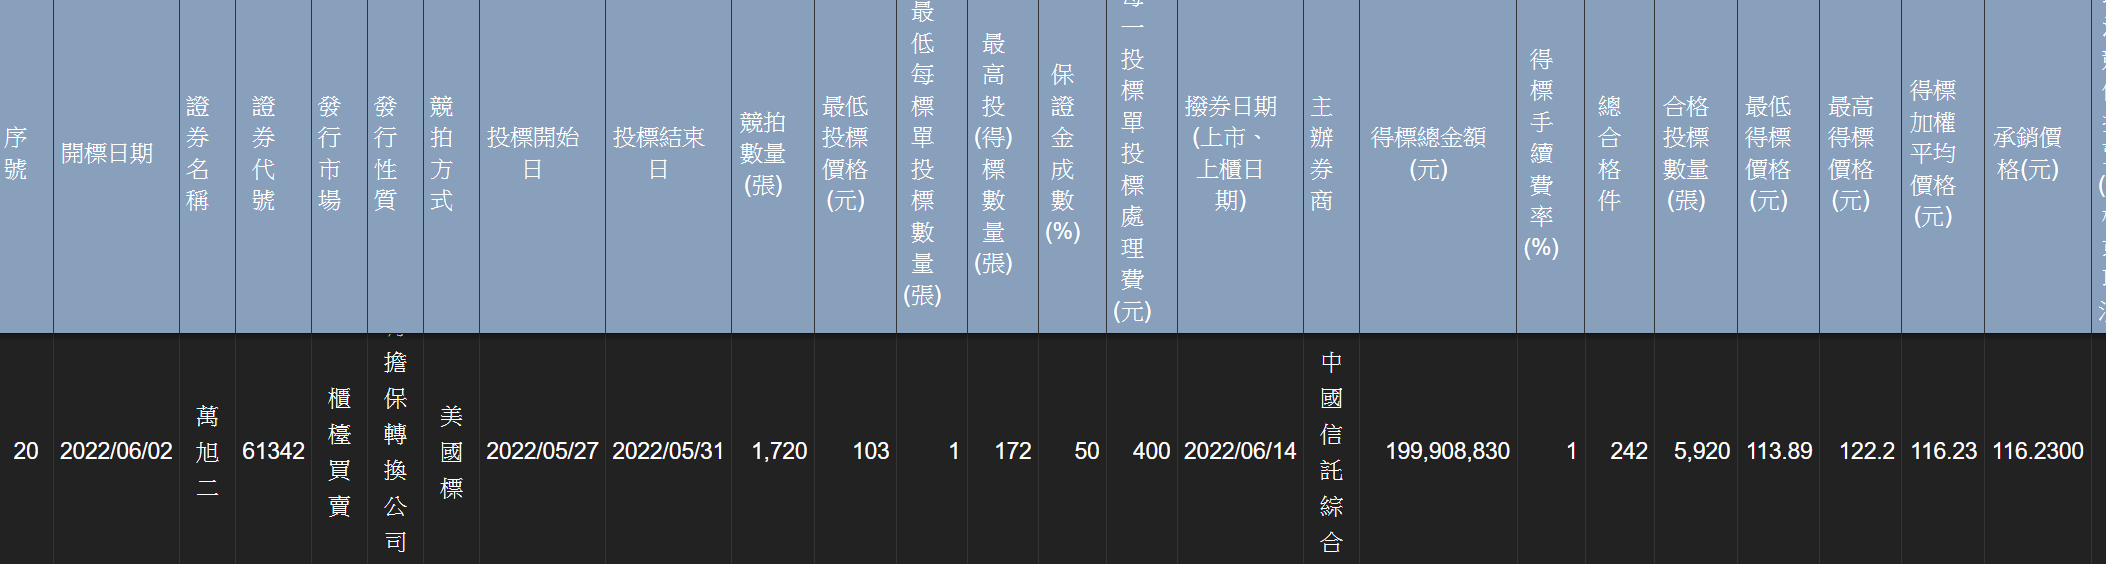 序號
開標日期
證券名稱
證券代號
發行市場
發行性質
競拍方式
投標開始日
投標結束日
競拍數量(張)
最低投標價格(元)
最低每標單投標數量(張)
最高投(得)標數量(張)
保證金成數(%)
一投標單投標處理費(元)
撥券日期(上市、上櫃日期)
主辦券商
得標總金額(元)
得標手續費率(%)
總合格件
合格投標數量(張)
最低得標價格(元)
最高得標價格(元)
得標加權平均價格(元)
承銷價格(元)
20
2022/06/02
萬旭二
61342
櫃檯買賣
擔保轉換公司
美國標
2022/05/27
2022/05/31
1,720
103
1
172
50
400
2022/06/14
中國信託綜合
199,908,830
1
242
5,920
113.89
122.2
116.23
116.2300